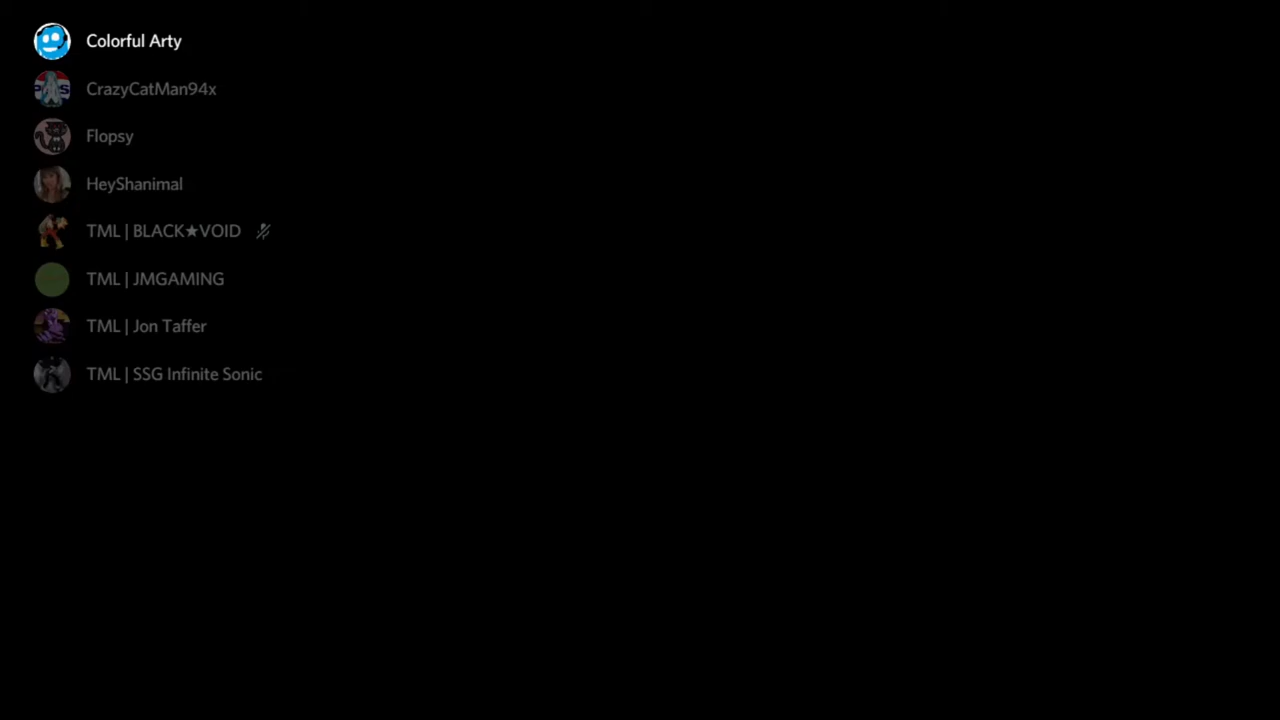 Colorful Arty
CrazyCatMan94x
Flopsy
HeyShanimal
TML | BLACK★VOID
TML | JMGAMING
TML | Jon Taffer
TML | SSG Infinite Sonic